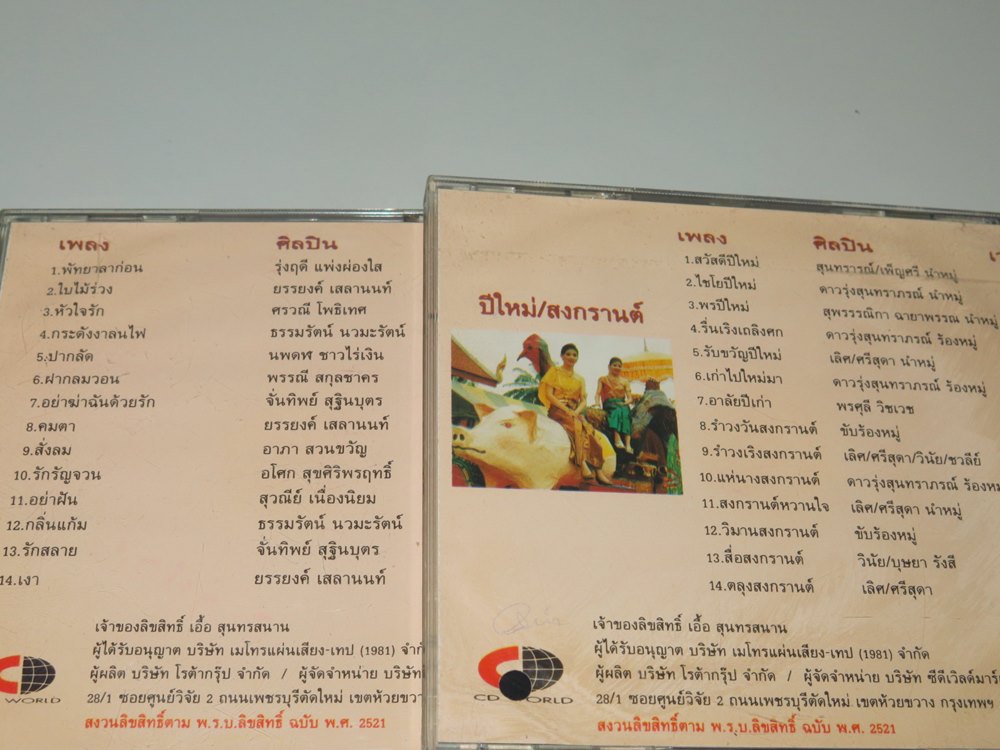 เพลง ศิลปิน
1.พัทยาลาก่อน รุ่งฤดี แพ่งผ่องใส
2.ใบไม้ร่วง ยรรยงค์ เสลานนท์
3.หัวใจรัก ศรวณี โพธิเทศ
4.กระดังงาลนไฟ ธรรมรัตน์ นวมะรัตน์
5.ปากลัด นพดฬ ชาวไร่เงิน
6.ฝากลมวอน พรรณี สกุลชาคร
7.อย่าฆ่าฉันด้วยรัก จั่นทิพย์ สุฐินบุตร
8.คมตา ยรรยงค์ เสลานนท์
9.สั่งลม อาภา สวนขวัญ
10.รักรัญจวน อโศก สุขศิริพรฤทธิ์
11.อย่าฝืน สุวณีย์ เนื่องนิยม
12.กลิ่นแก้ม ธรรมรัตน์ นวมะรัตน์
13.รักสลาย จั่นทิพย์ สุฐินบุตร
14.เงา ยรรยงค์ เสลานนท์
เจ้าของลิขสิทธิ์ เอื้อ สุนทรสนาน
ผู้ได้รับอนุญาต บริษัท เมโทรแผ่นเสียง-เทป (1981)
ผู้ผลิต บริษัท โรต้ากรุ๊ป จำกัด / ผู้จัดจำหน่าย บริษัท
28/1 ซอยศูนย์วิจัย 2 ถนนเพชรบุรีตัดใหม่ เขตห้วยขวา
สงวนลิขสิทธิ์ตาม พ.ร.บ.ลิขสิทธิ์ ฉบับ พ.ศ. 2521
WORLD
ปีใหม่/สงกรานต์
เพลง ศิลปิน
1.สวัสดีปีใหม่ สุนทราารณ์/เพ็ญศรี นำหมู่
2.ไชโยปีใหม่ ดาวรุ่งสุนทราภรณ์ นำหมู่
3.พรปีใหม่ สุพรรณิกา ฉายาพรรณ นำหมู่
4.รื่นเริงเถลิงศก ดาวรุ่งสุนทราภรณ์ ร้องหมู่
5.รับขวัญปีใหม่ เลิศ/ศรีสุดา นำหมู่
6.เก่าไปใหม่มา ดาวรุ่งสุนทราภรณ์ ร้องหมู่
7.อาลัยปีเก่า พรศุลี วิชเวช
8.รำวงวันสงกรานต์ ขับร้องหมู่
9.รำวงเริงสงกรานต์ เลิศ/ศรีสุดา/วินัย/ชวลีย์
10.แห่นางสงกรานต์ ดาวรุ่งสุนทราภรณ์ ร้องหมู่
11.สงกรานต์หวานใจ เลิศ/ศรีสุดา นำหมู่
12.วิมานสงกรานต์ ขับร้องหมู่
13.สื่อสงกรานต์ วินัย/บุษยา รังสี
14.ตลุงสงกรานต์ เลิศ/ศรีสุดา
เจ้าของลิขสิทธิ์ เอื้อ สุนทรสนาน
ผู้ได้รับอนุญาต บริษัท เมโทรแผ่นเสียง-เทป (1981) จำกัด
ผู้ผลิต บริษัท โรต้ากรุ๊ป จำกัด / ผู้จัดจำหน่าย บริษัท ซีดีเวิลด์มาร์
28/1 ซอยศูนย์วิจัย 2 ถนนเพชรบุรีตัดใหม่ เขตห้วยขวาง กรุงเทพฯ
สงวนลิขสิทธิ์ตาม พ.ร.บ.ลิขสิทธิ์ ฉบับ พ.ศ. 2521
CD WORLD